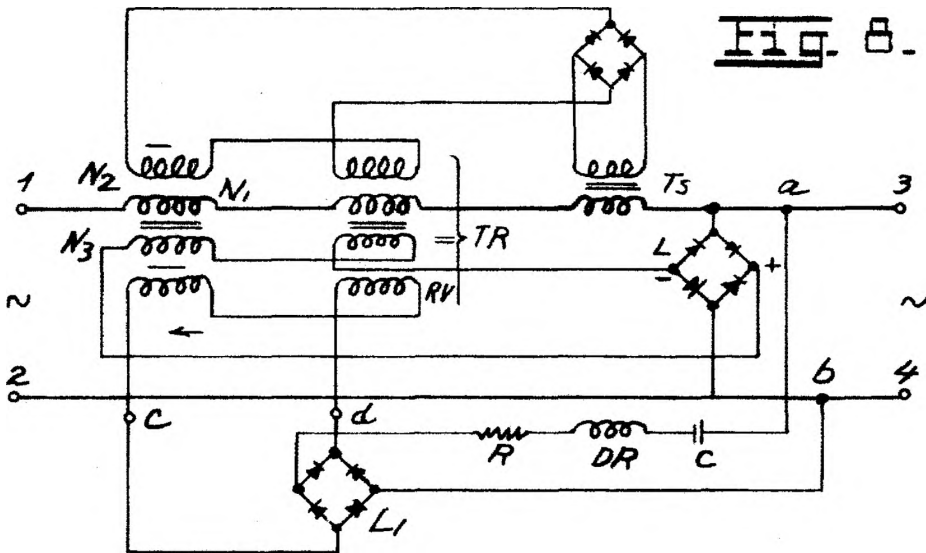 Fig. 8.
1
N2
N1
N3
= TR
RV
Ts
a
3
L
+
-
~
~
2
c
d
b
4
R
DR
C
L1